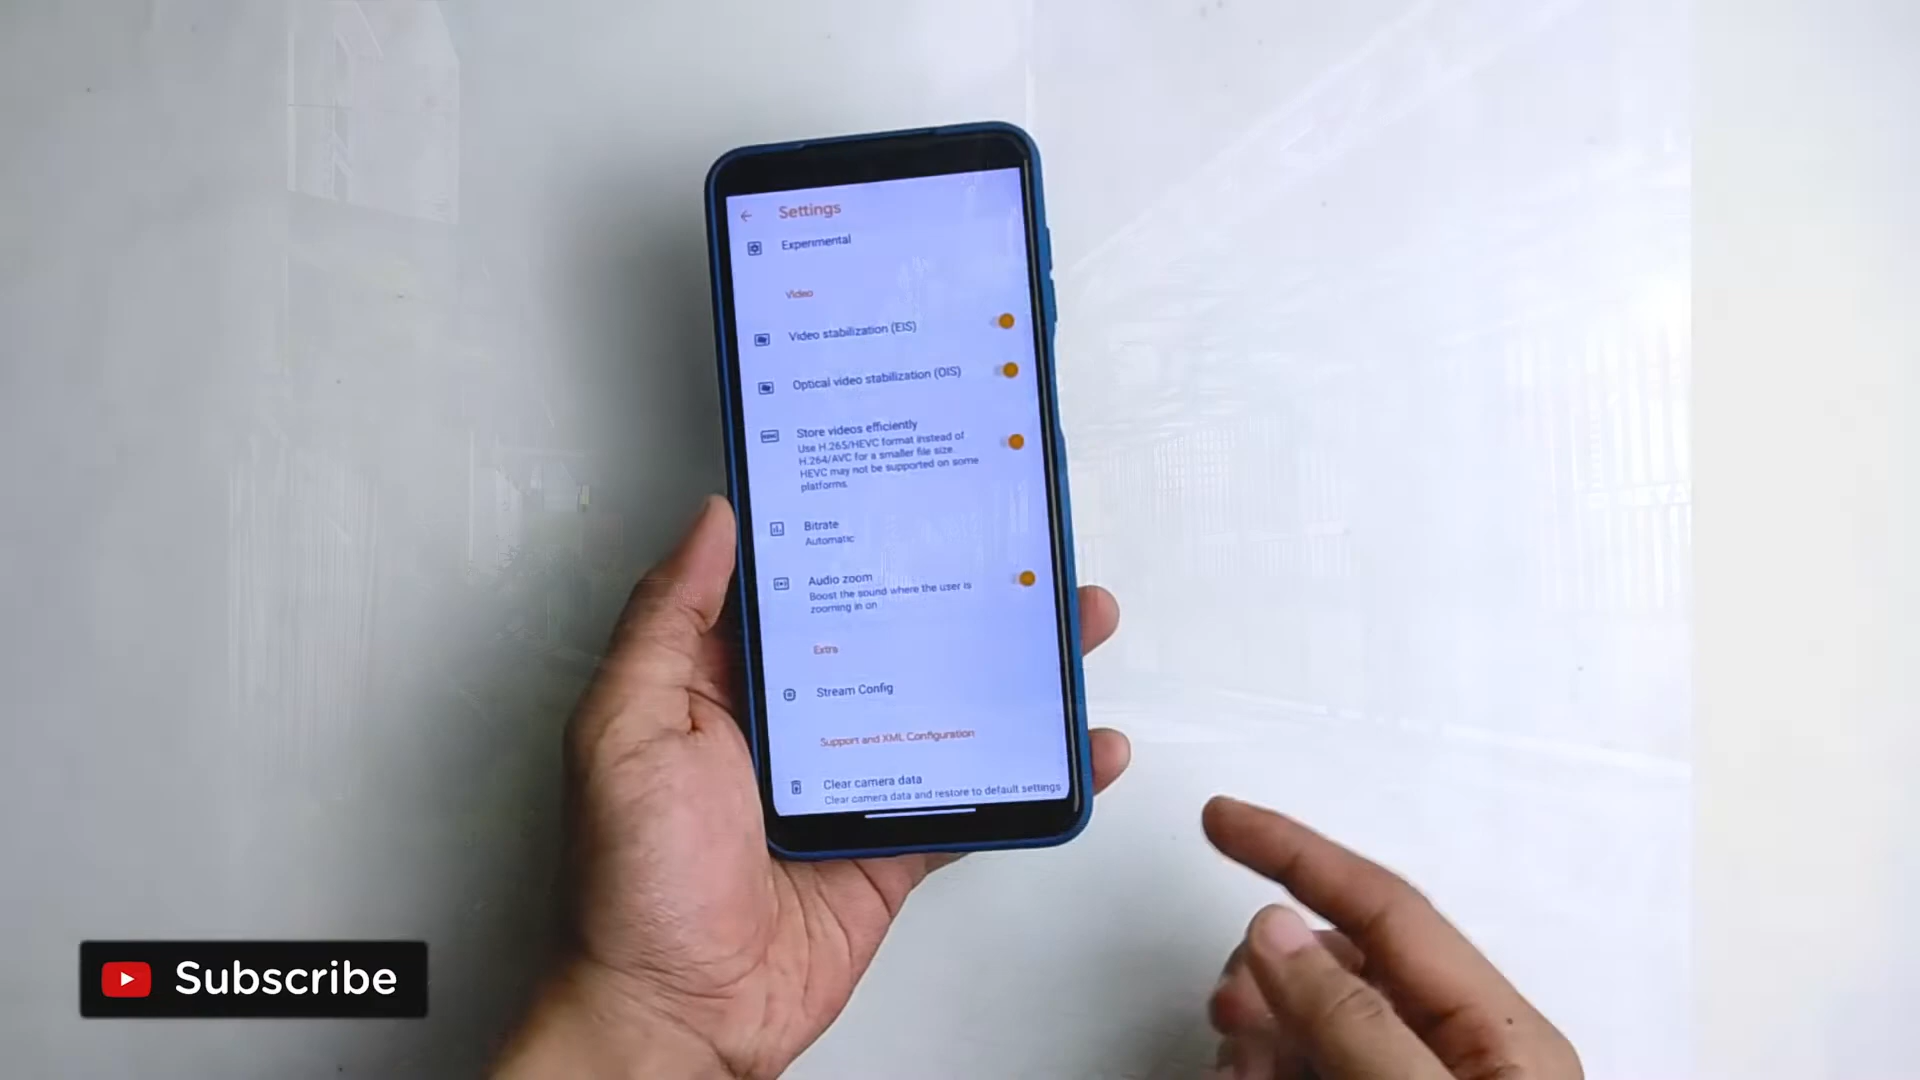 Settings
Experimental
Video
Video stabilization (EIS)
Optical video stabilization (OIS)
Store videos efficiently
Use H.265/HEVC format instead of
H.264/AVC for a smaller file size.
HEVC may not be supported on some
platforms.
Bitrate
Automatic
Audio zoom
Boost the sound where the user is
zooming in on
Extra
Stream Config
Support and XML Configuration
Clear camera data
Clear camera data and restore to default settings
Subscribe